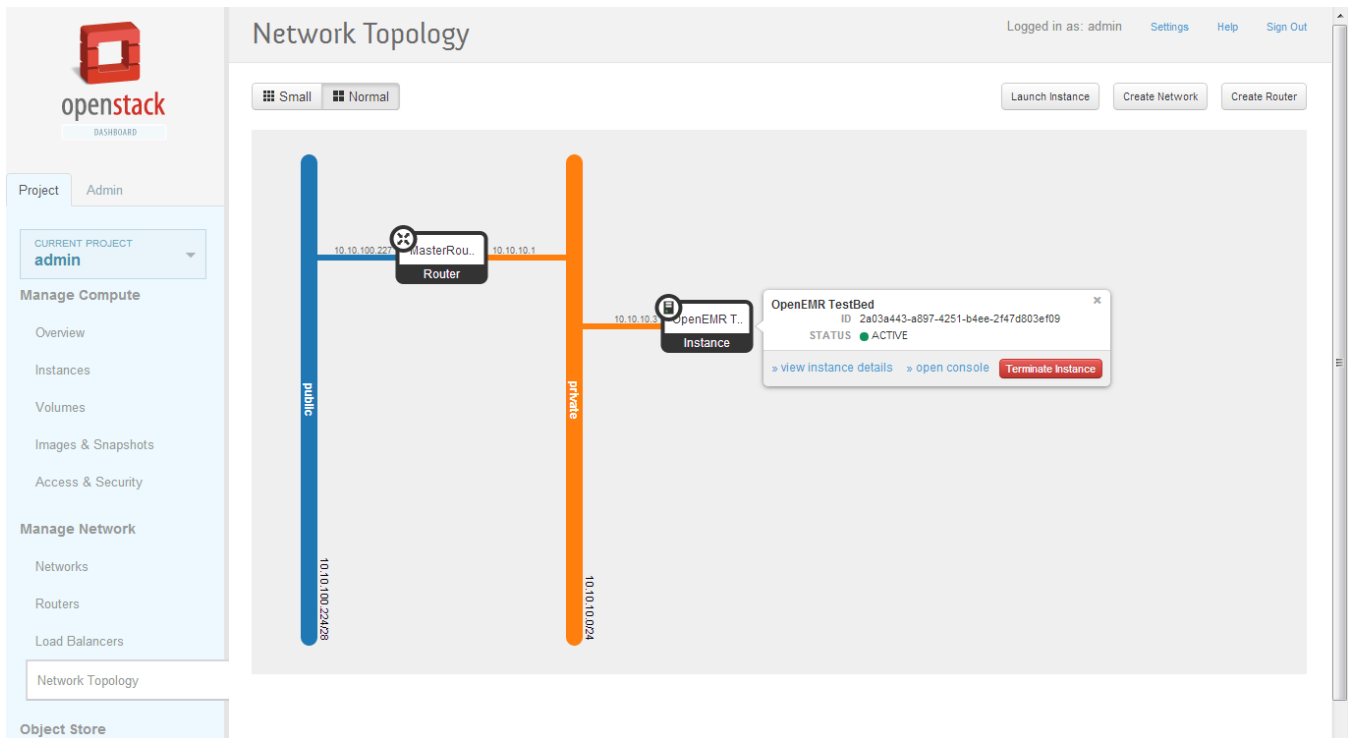 openstack
DASHBOARD
Project Admin
CURRENT PROJECT
admin
Manage Compute
Overview
Instances
Volumes
Images & Snapshots
Access & Security
Manage Network
Networks
Routers
Load Balancers
Network Topology
Object Store
Network Topology
Logged in as: admin Settings Help Sign Out
Small Normal
Launch Instance Create Network Create Router
public
10.10.100.224/28
10.10.100.227
MasterRou..
Router
10.10.10.1
private
10.10.10.0/24
10.10.10.3
OpenEMR T..
Instance
OpenEMR TestBed
ID 2a03a443-a897-4251-b4ee-2f47d803ef09
STATUS ACTIVE
» view instance details » open console Terminate Instance